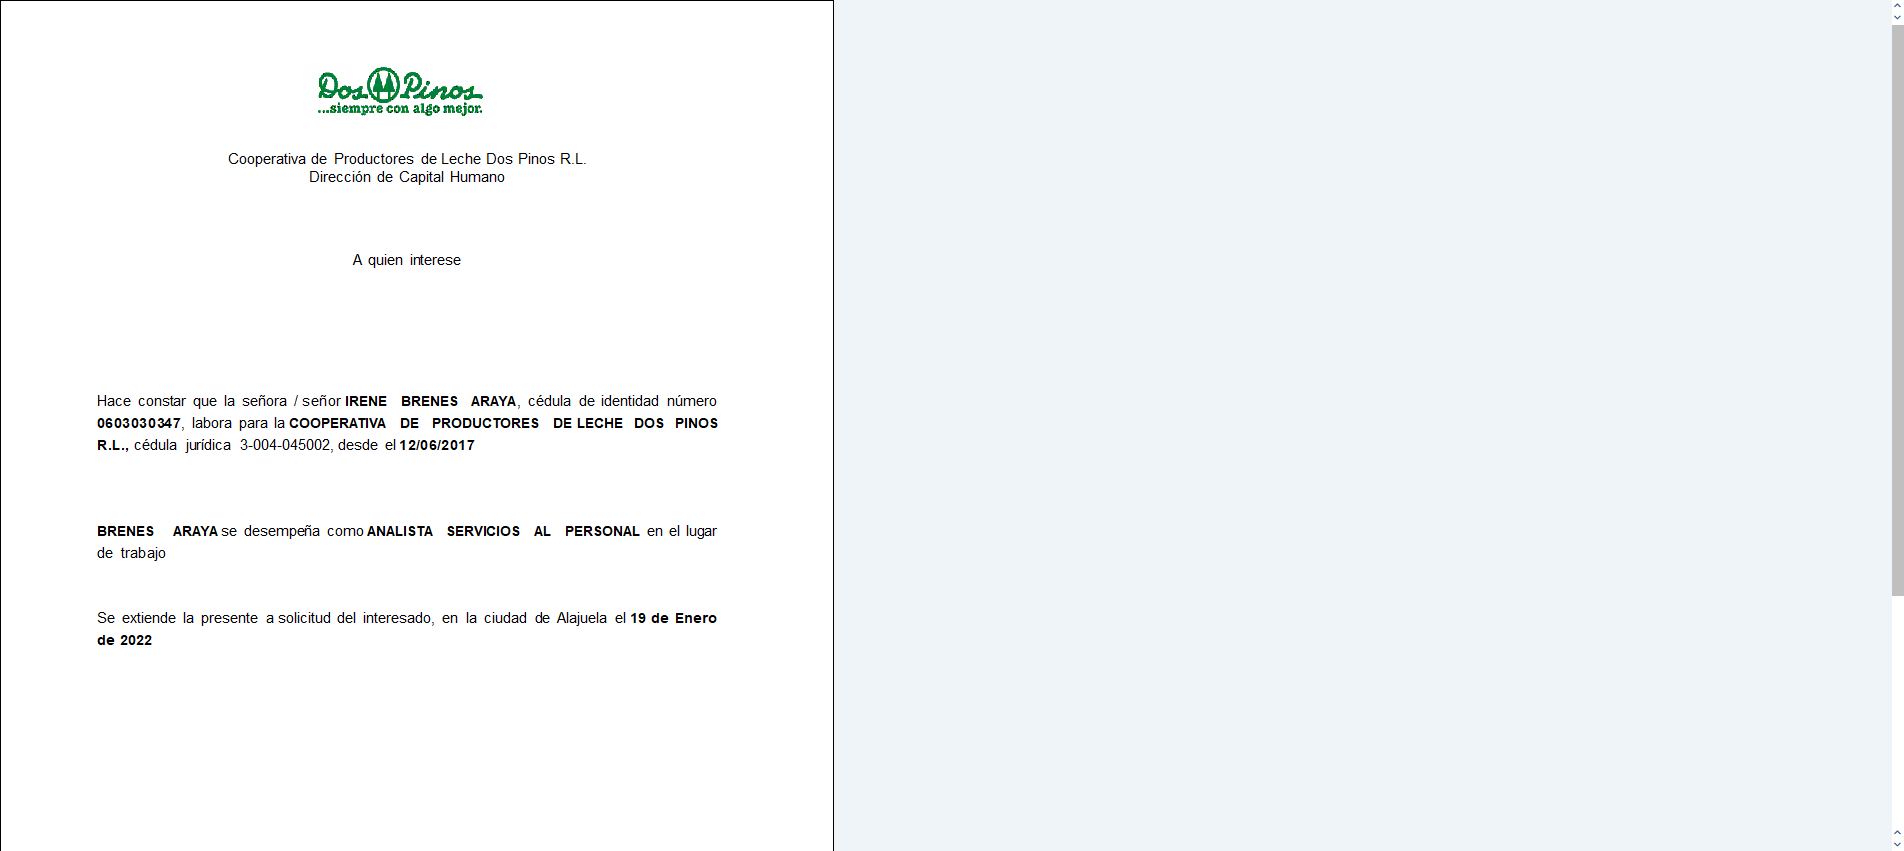 Dos Pinos
...siempre con algo mejor.
Cooperativa de Productores de Leche Dos Pinos R.L.
Dirección de Capital Humano
A quien interese
Hace constar que la señora / señor IRENE BRENES ARAYA, cédula de identidad número
0603030347, labora para la COOPERATIVA DE PRODUCTORES DE LECHE DOS PINOS
R.L., cédula jurídica 3-004-045002, desde el 12/06/2017
BRENES ARAYA se desempeña como ANALISTA SERVICIOS AL PERSONAL en el lugar
de trabajo
Se extiende la presente a solicitud del interesado, en la ciudad de Alajuela el 19 de Enero
de 2022